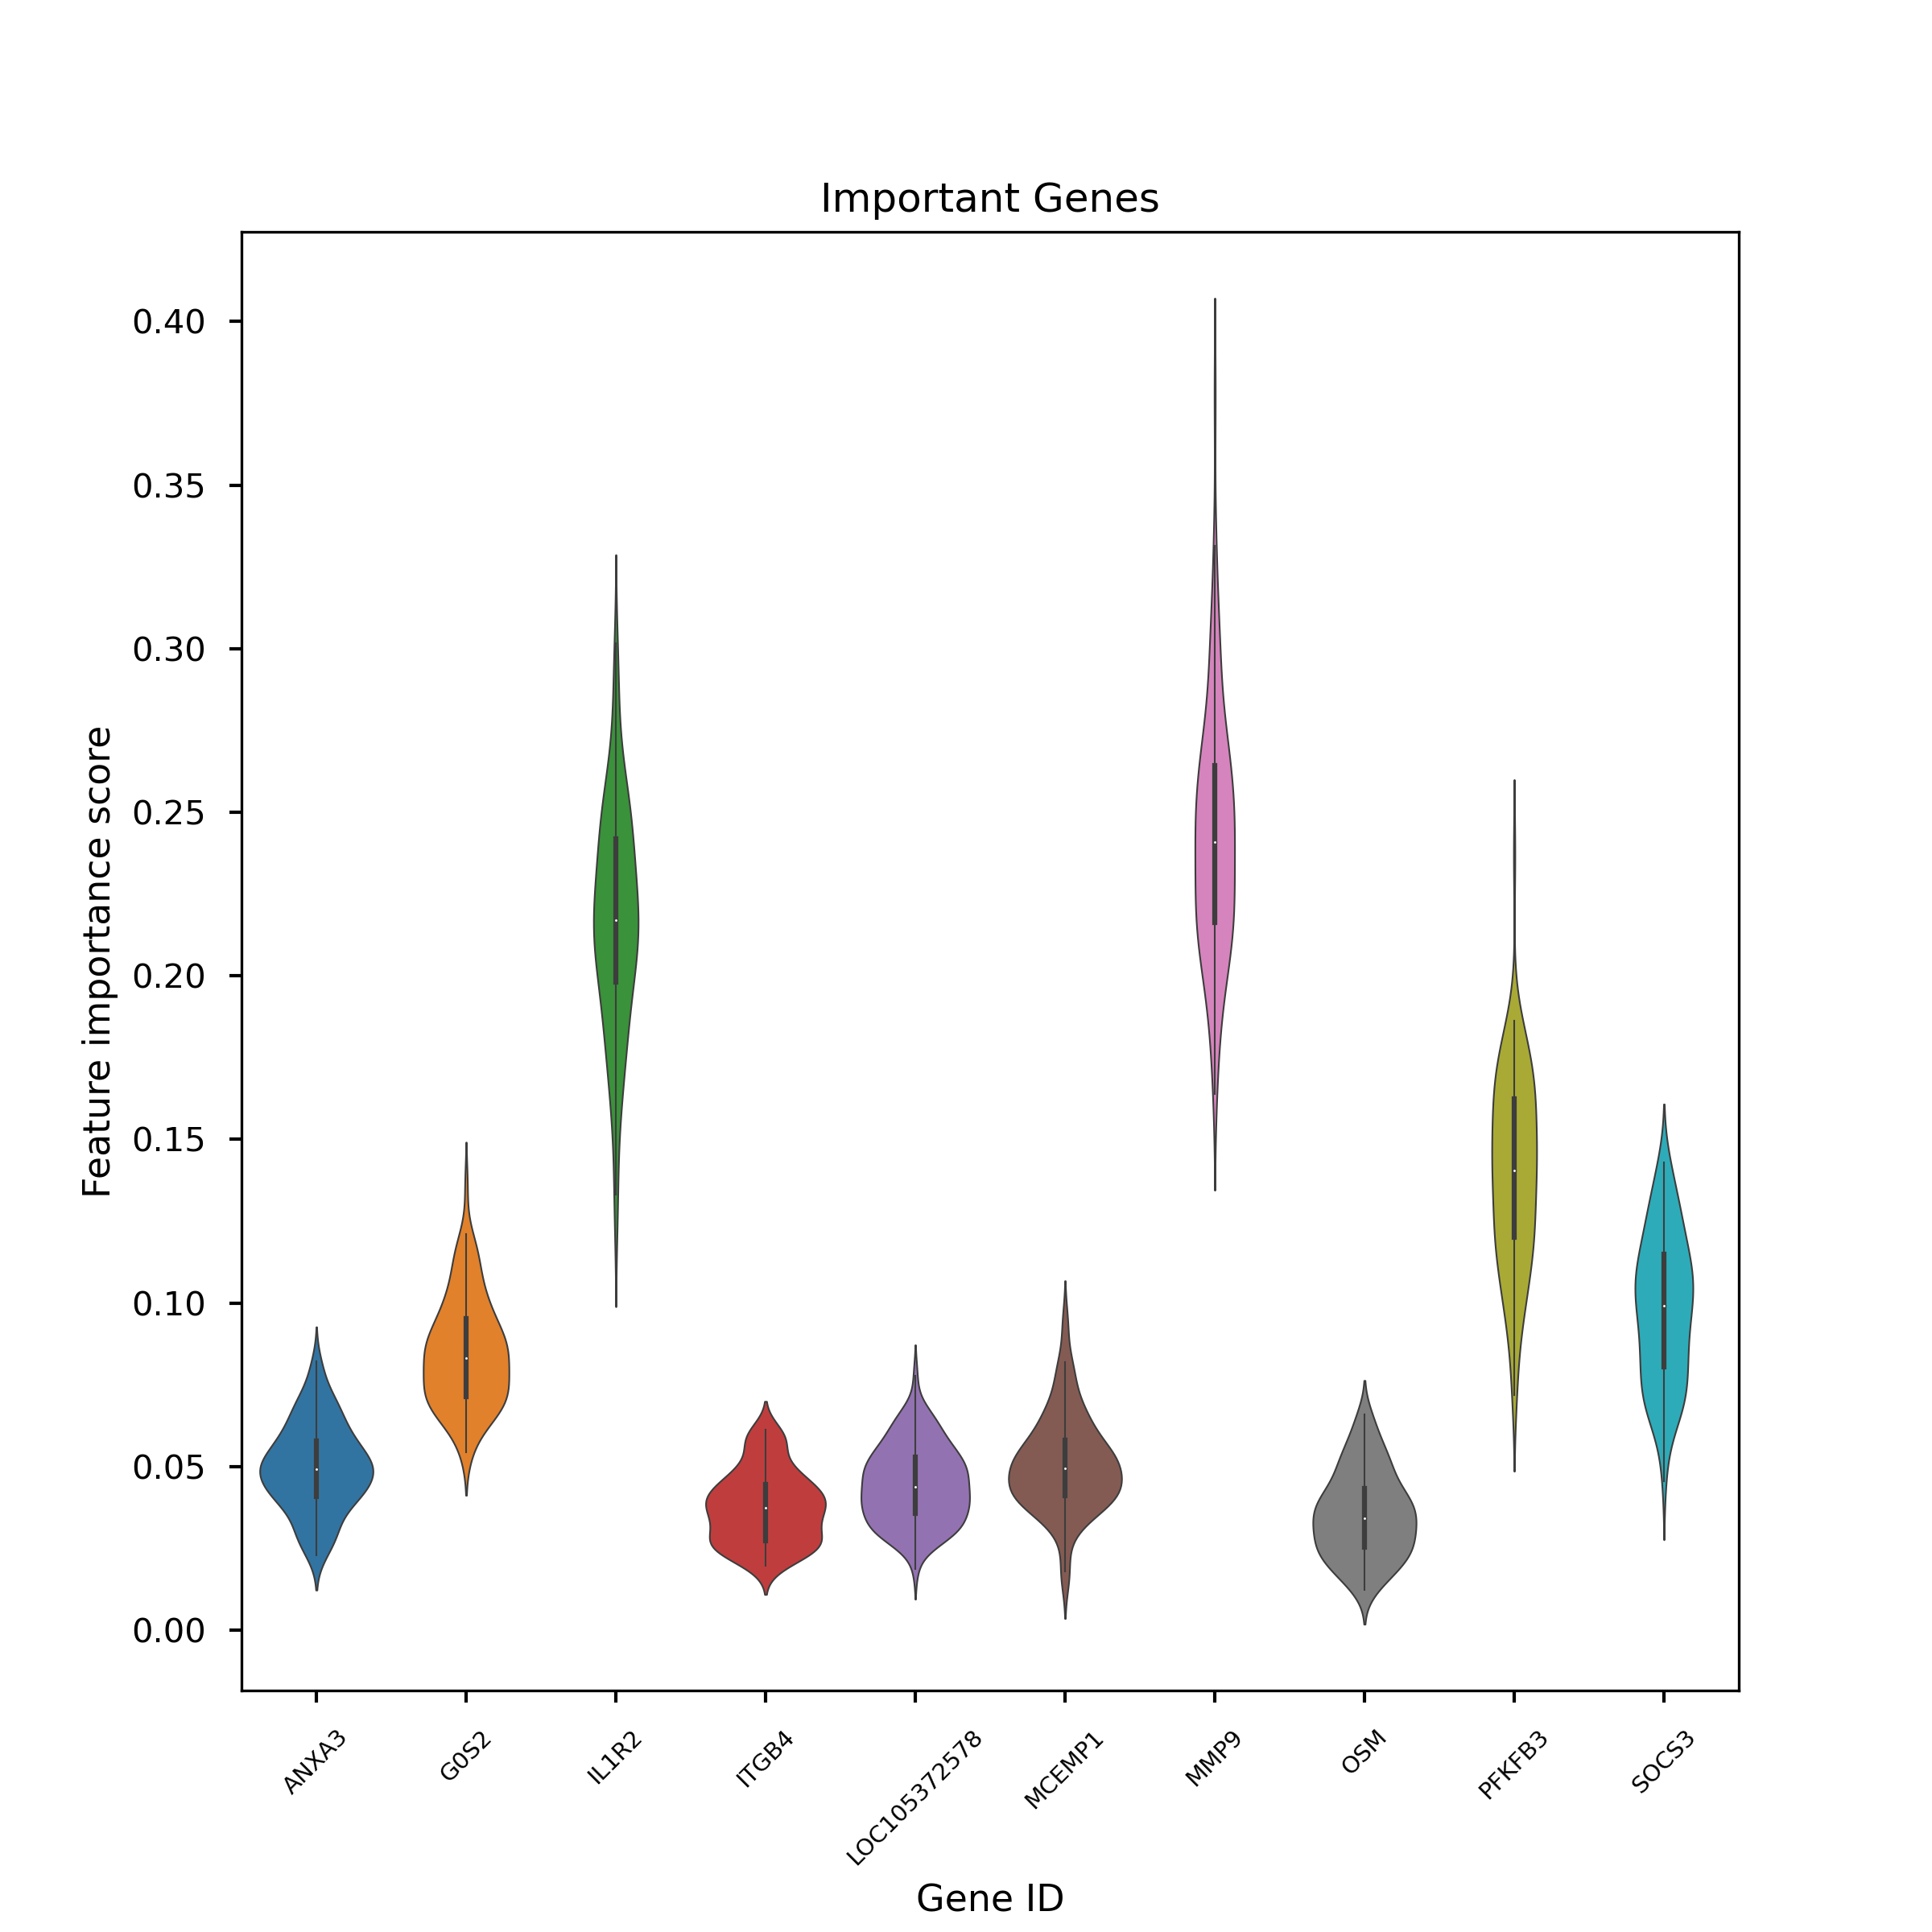 Important Genes
0.40
0.35
0.30
0.25
0.20
0.15
0.10
0.05
0.00
Feature importance score
ANXA3
G0S2
IL1R2
ITGB4
LOC105372578
MCEMP1
MMP9
OSM
PFKFB3
SOCS3
Gene ID